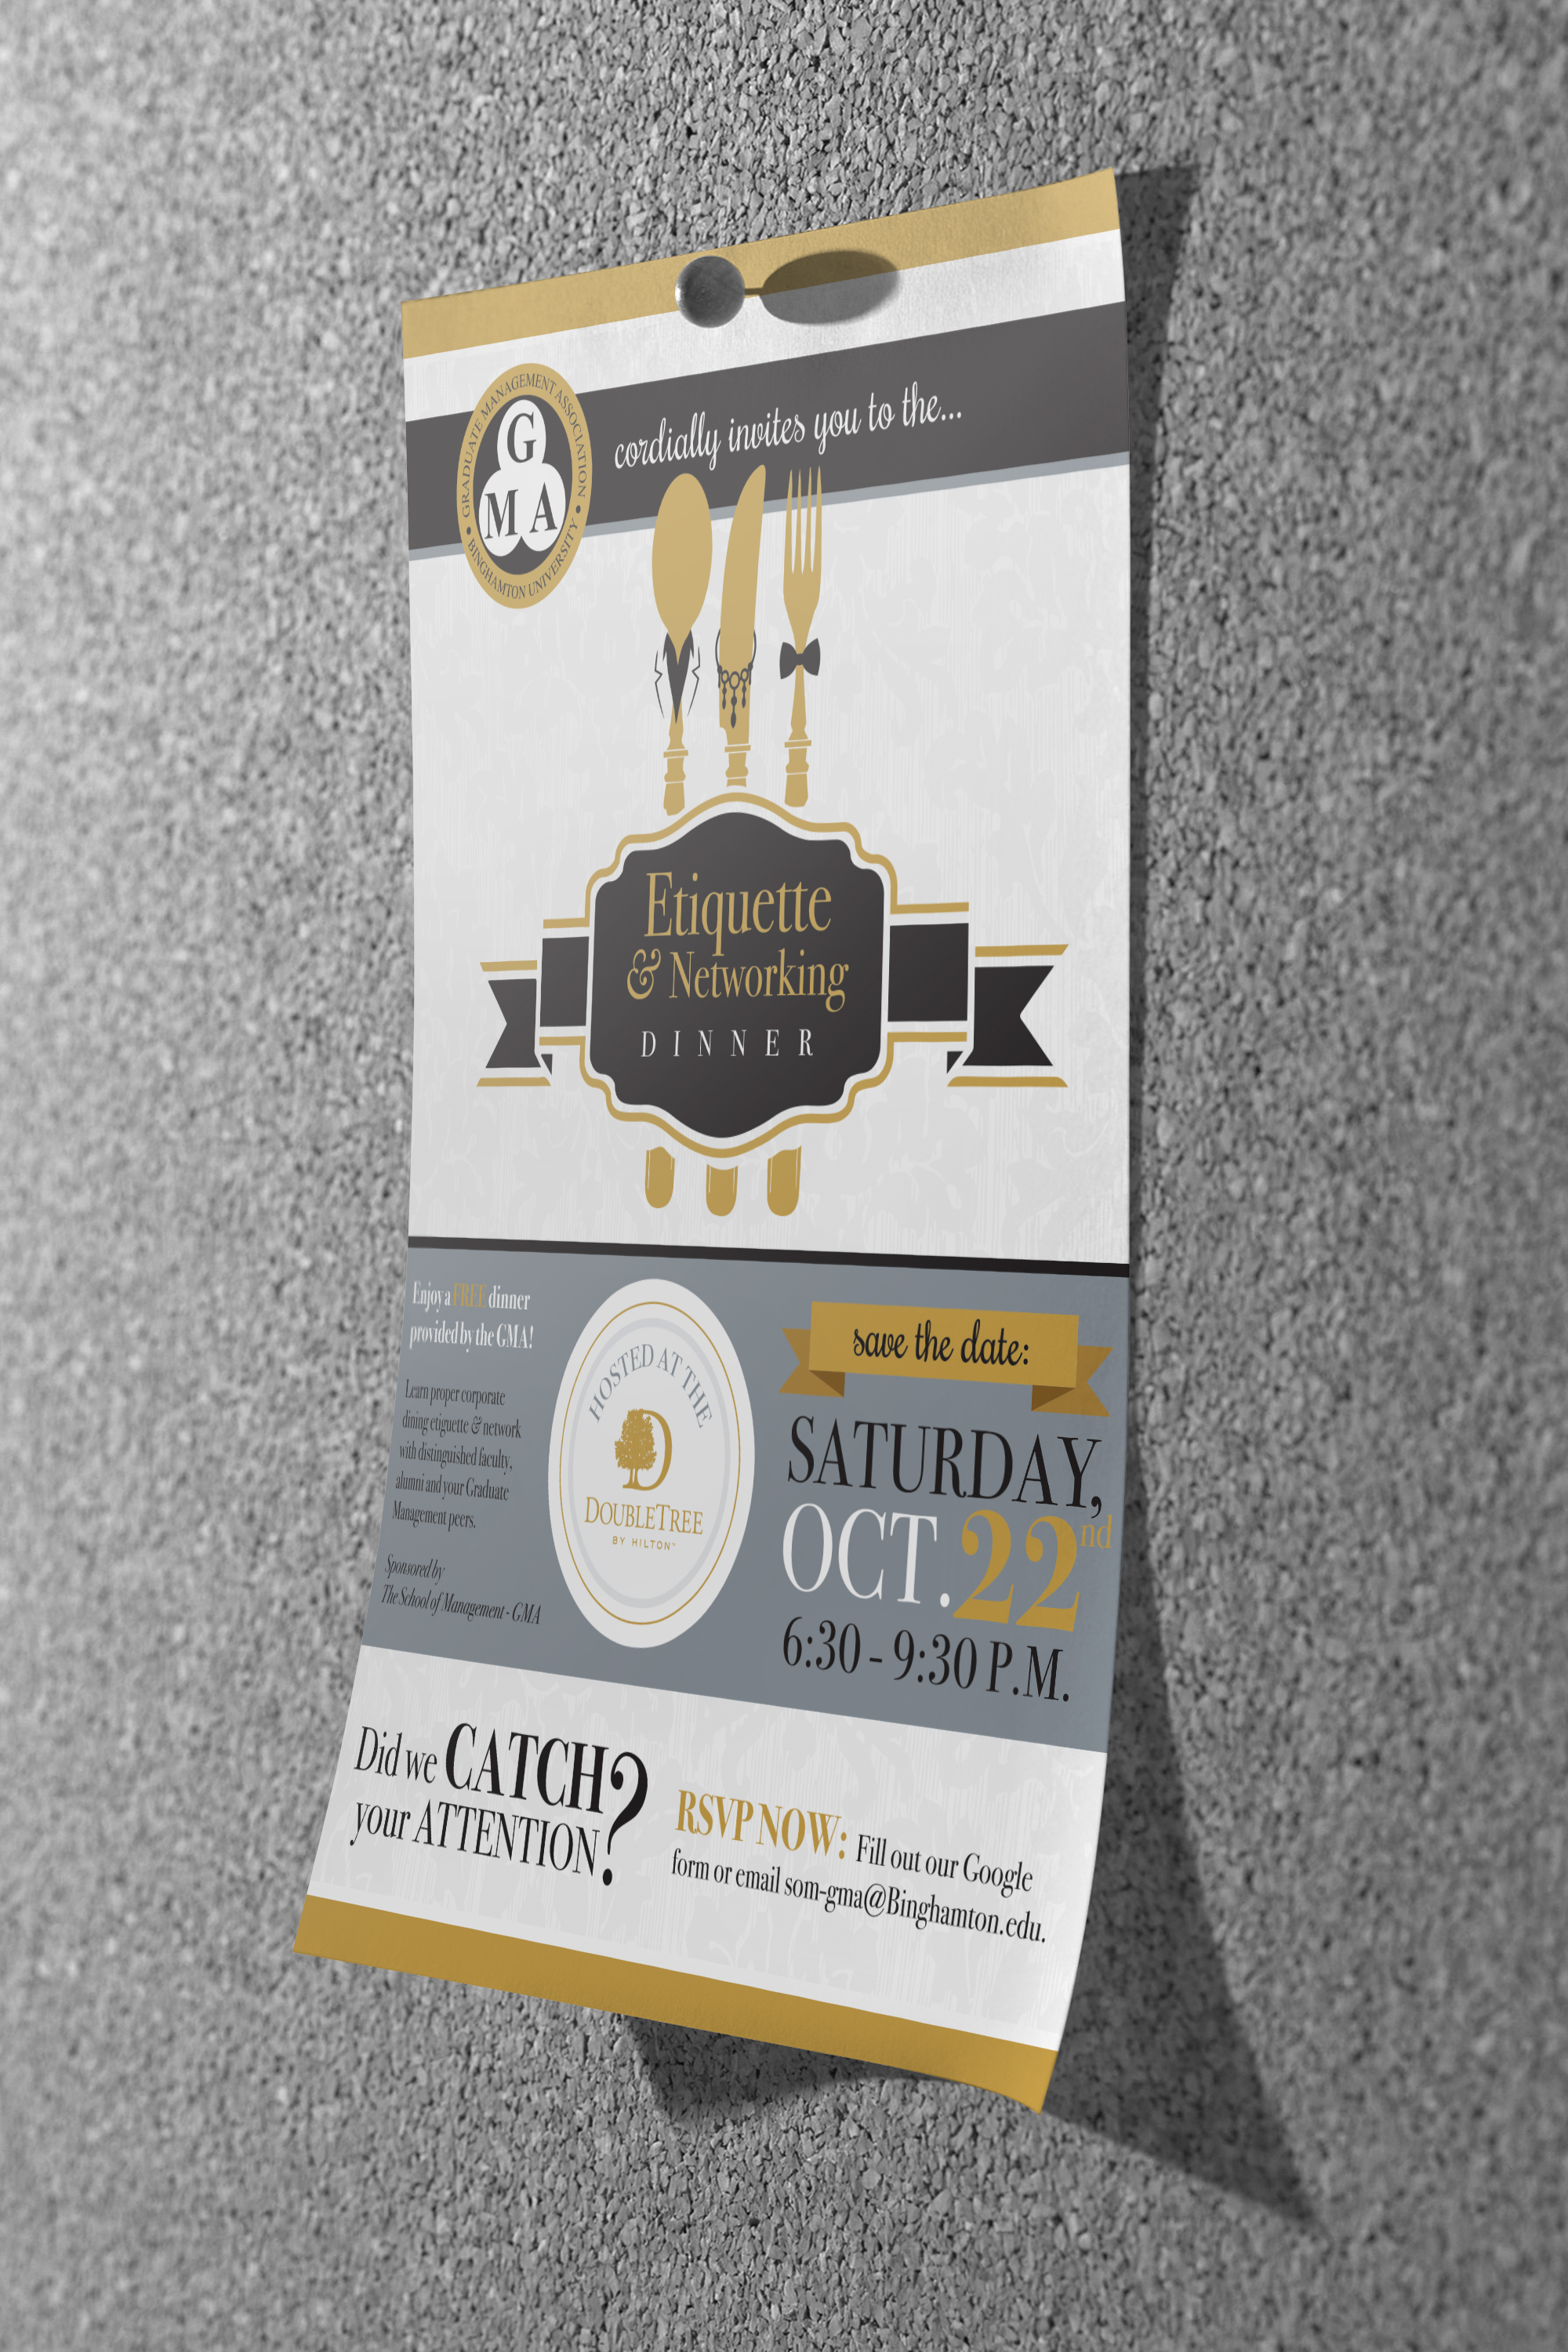 GRADUATE MANAGEMENT ASSOCIATION
• BINGHAMTON UNIVERSITY •
G
M A
cordially invites you to the...
Etiquette
& Networking
DINNER
Enjoy a FREE dinner
provided by the GMA!
Learn proper corporate
dining etiguette & network
with distinguished faculty,
alumni and your Graduate
Management peers.
Sponsored by
The School of Management - GMA
HOSTED AT THE
D
DOUBLETREE
BY HILTON™
save the date:
SATURDAY,
OCT. 22nd
6:30 - 9:30 P.M.
Did we CATCH
your ATTENTION?
RSVP NOW: Fill out our Google
form or email som-gma@Binghamton.edu.